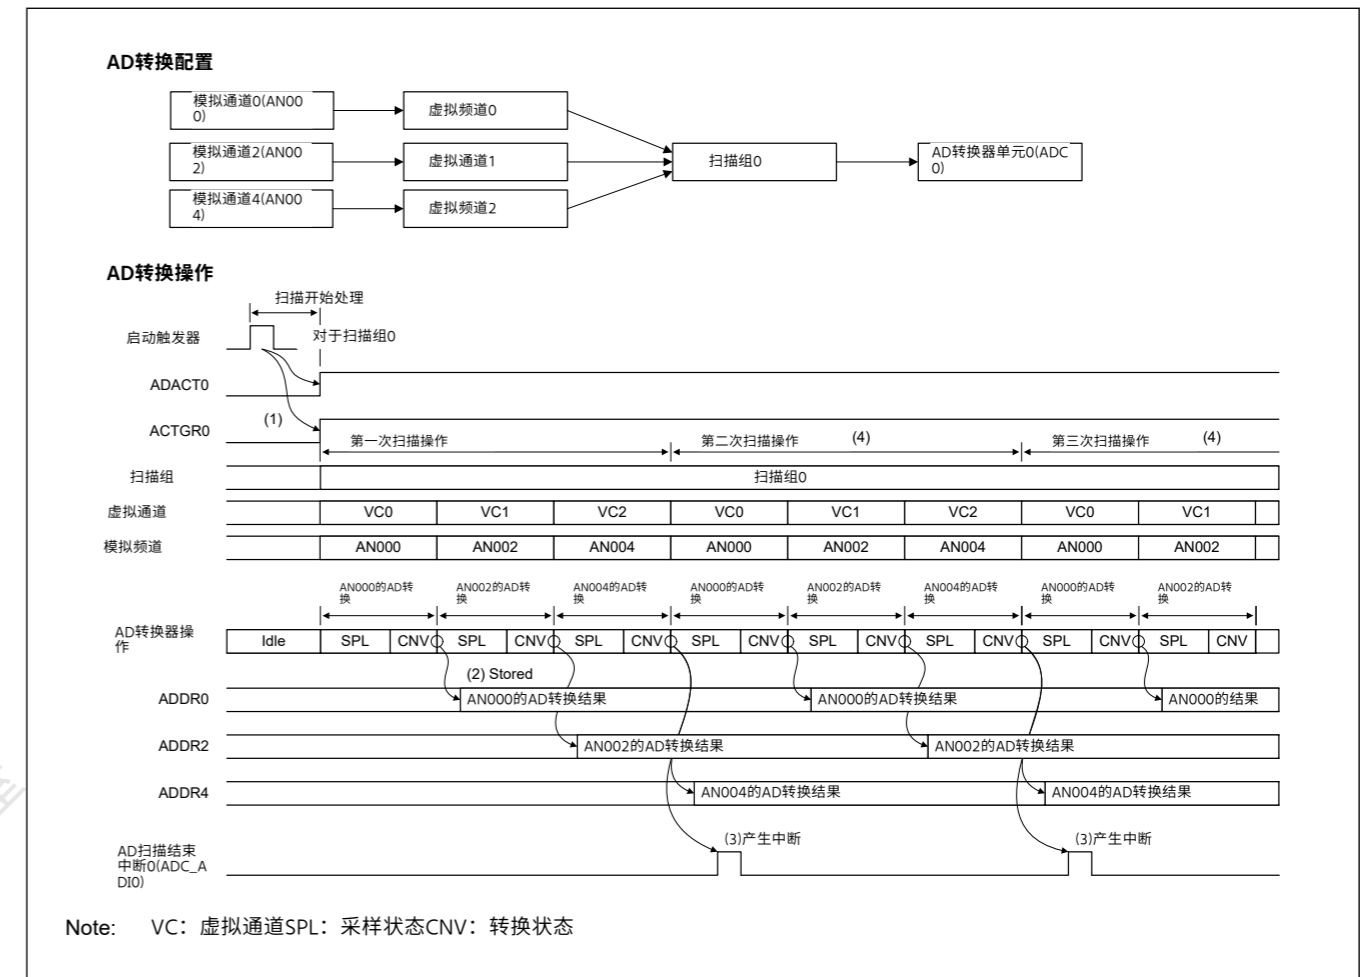 AD转换配置
模拟通道0(AN00
0)
虚拟频道0
模拟通道2(AN00
2)
虚拟通道1
扫描组0
AD转换器单元0(ADC
0)
模拟通道4(AN00
4)
虚拟频道2
AD转换操作
扫描开始处理
启动触发器
对于扫描组0
ADACT0
(1)
ACTGR0
第一次扫描操作
第二次扫描操作
(4)
第三次扫描操作
(4)
扫描组
扫描组0
虚拟通道
VC0 VC1 VC2 VC0 VC1 VC2 VC0 VC1
模拟频道
AN000 AN002 AN004 AN000 AN002 AN004 AN000 AN002
AN000的AD转
换
AN002的AD转
换
AN004的AD转
换
AN000的AD转
换
AN002的AD转
换
AN004的AD转
换
AN000的AD转
换
AN002的AD转
换
AD转换器操
作
Idle SPL CNV SPL CNV SPL CNV SPL CNV SPL CNV SPL CNV SPL CNV SPL CNV
(2) Stored
ADDR0
AN000的AD转换结果
AN000的AD转换结果
AN000的结果
ADDR2
AN002的AD转换结果
AN002的AD转换结果
ADDR4
AN004的AD转换结果
AN004的AD转换结果
(3)产生中断
(3)产生中断
AD扫描结束
中断0(ADC_A
DI0)
Note: VC：虚拟通道SPL：采样状态CNV：转换状态